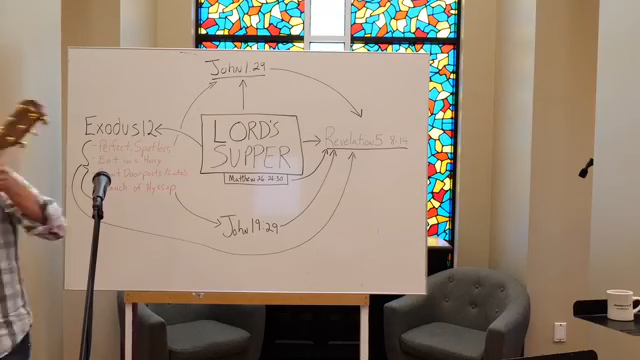 John 1:29
Exodus 12
LORD'S
SUPPER
Revelation 5:8-14
- Perfect, Spotless
- Eat in a Hurry
Doorposts
Branch of Hyssop
Matthew 26:26-30
John 19:29